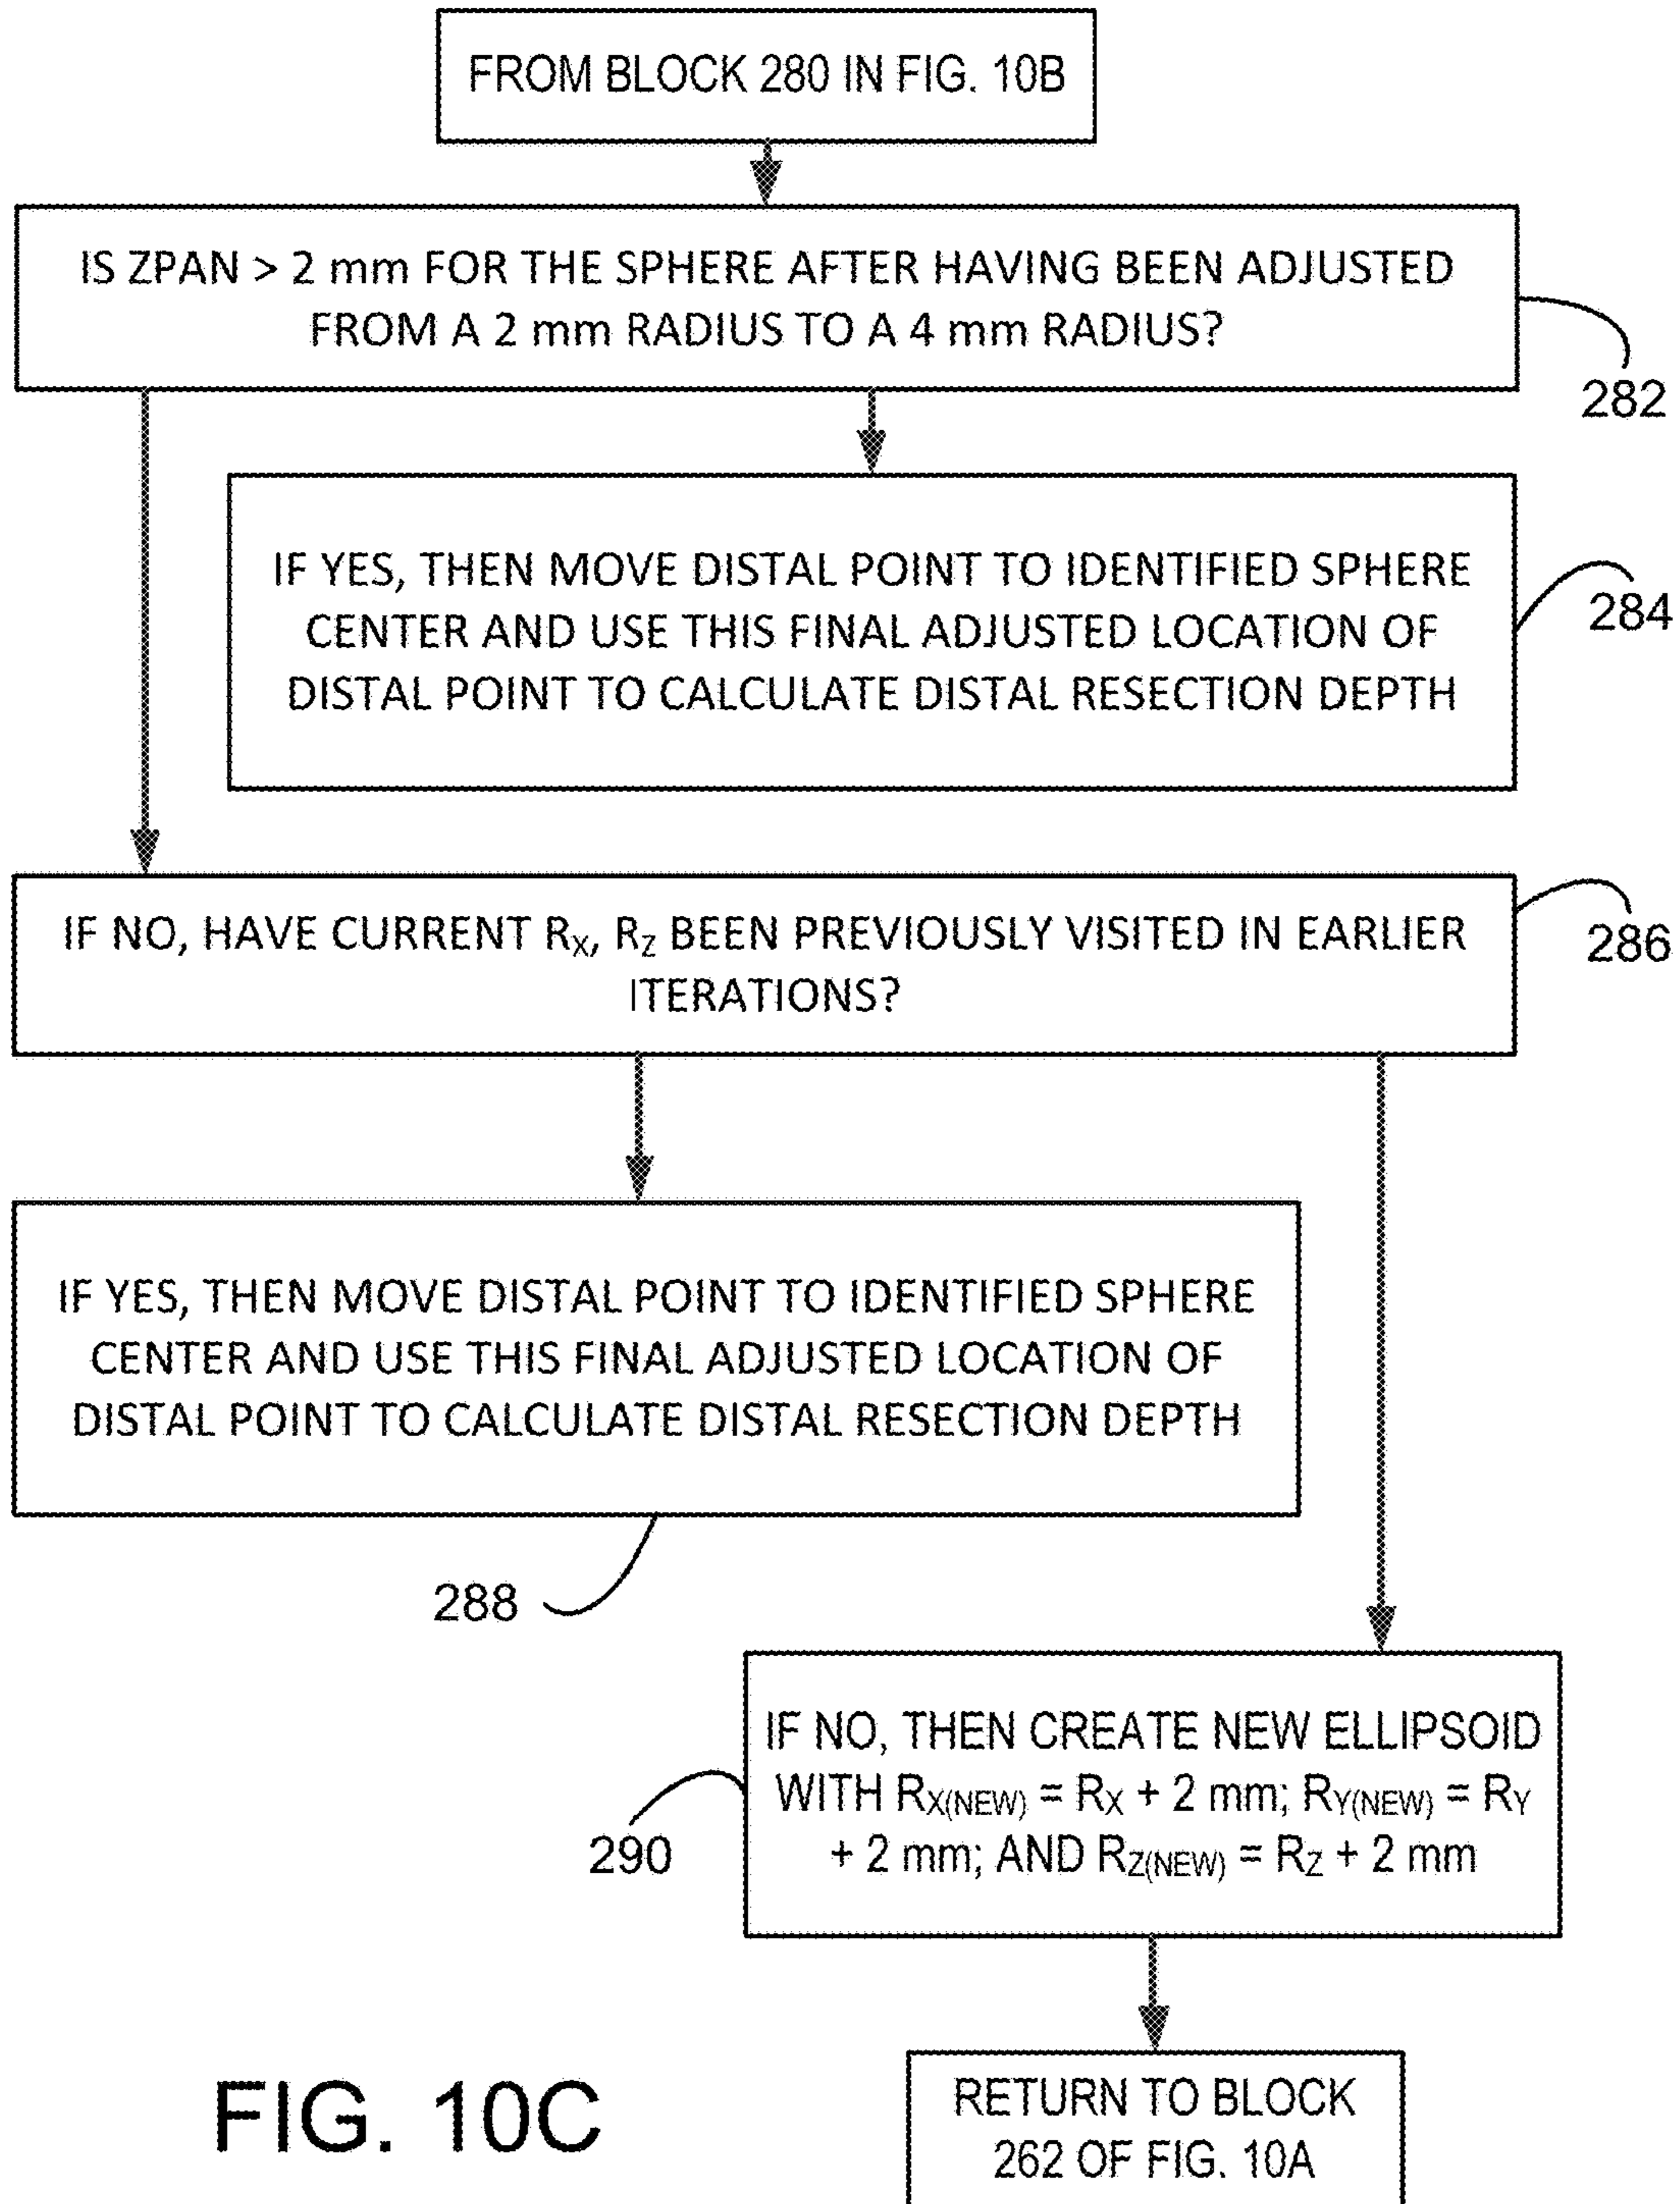 FROM BLOCK 280 IN FIG. 10B
IS ZPAN > 2 mm FOR THE SPHERE AFTER HAVING BEEN ADJUSTED
FROM A 2 mm RADIUS TO A 4 mm RADIUS?
282
IF YES, THEN MOVE DISTAL POINT TO IDENTIFIED SPHERE
CENTER AND USE THIS FINAL ADJUSTED LOCATION OF
DISTAL POINT TO CALCULATE DISTAL RESECTION DEPTH
284
IF NO, HAVE CURRENT RX, RZ BEEN PREVIOUSLY VISITED IN EARLIER
ITERATIONS?
286
IF YES, THEN MOVE DISTAL POINT TO IDENTIFIED SPHERE
CENTER AND USE THIS FINAL ADJUSTED LOCATION OF
DISTAL POINT TO CALCULATE DISTAL RESECTION DEPTH
288
IF NO, THEN CREATE NEW ELLIPSOID
WITH RX(NEW) = RX + 2 mm; RY(NEW) = RY
+ 2 mm; AND RZ(NEW) = RZ + 2 mm
290
RETURN TO BLOCK
262 OF FIG. 10A
FIG. 10C